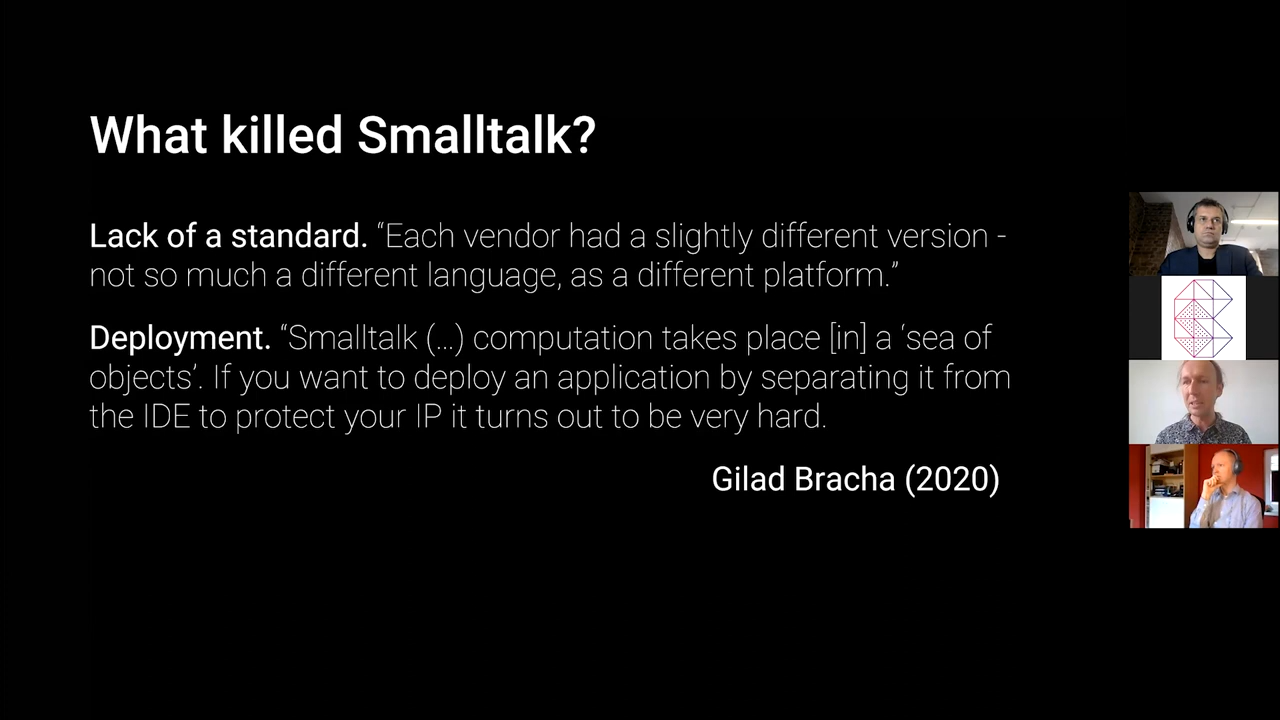 What killed Smalltalk?
Lack of a standard. “Each vendor had a slightly different version -
not so much a different language, as a different platform.”
Deployment. “Smalltalk (...) computation takes place [in] a ‘sea of
objects’. If you want to deploy an application by separating it from
the IDE to protect your IP it turns out to be very hard.
Gilad Bracha (2020)